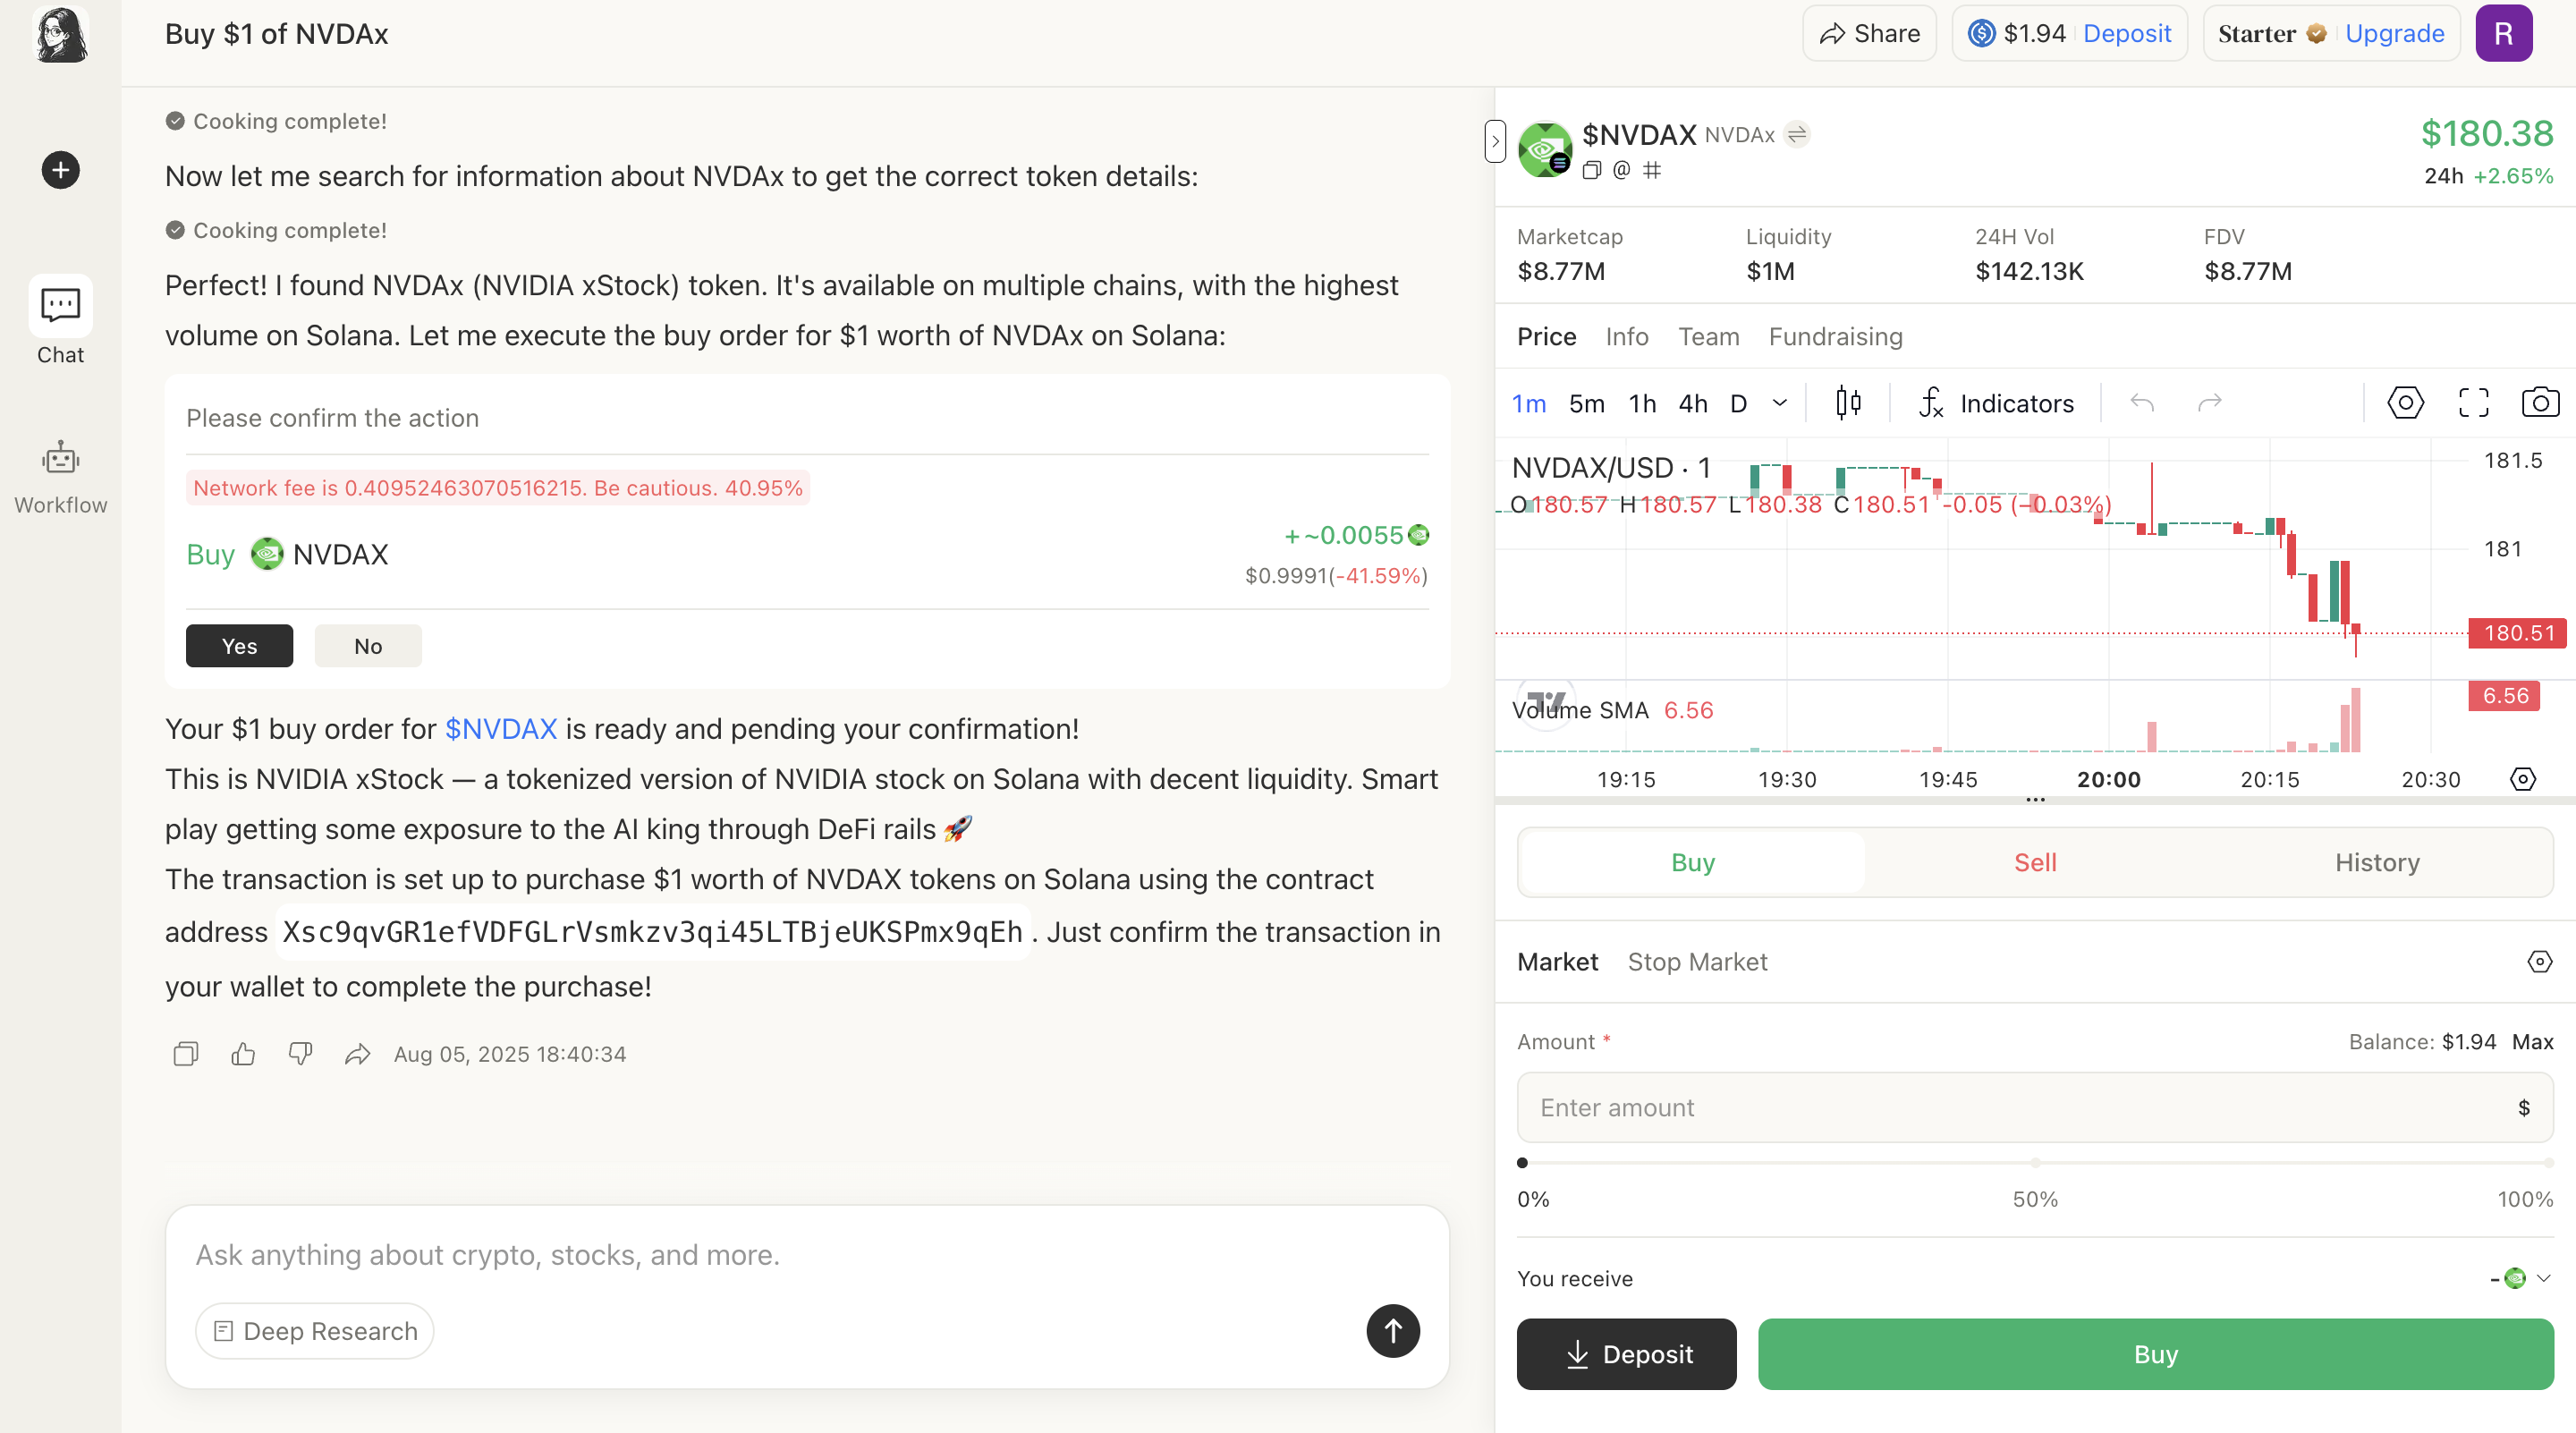 Buy $1 of NVDAx
Share
$1.94 Deposit
Starter Upgrade
R
Chat
Workflow
Cooking complete!
Now let me search for information about NVDAx to get the correct token details:
Cooking complete!
Perfect! I found NVDAx (NVIDIA xStock) token. It's available on multiple chains, with the highest
volume on Solana. Let me execute the buy order for $1 worth of NVDAx on Solana:
Please confirm the action
Network fee is 0.40952463070516215. Be cautious. 40.95%
Buy NVDAX
+~0.0055
$0.9991(-41.59%)
Yes
No
Your $1 buy order for $NVDAX is ready and pending your confirmation!
This is NVIDIA xStock — a tokenized version of NVIDIA stock on Solana with decent liquidity. Smart
play getting some exposure to the AI king through DeFi rails 🚀
The transaction is set up to purchase $1 worth of NVDAX tokens on Solana using the contract
address Xsc9qvGR1efVDFGLrVsmkzv3qi45LTBjeUKSPmx9qEh. Just confirm the transaction in
your wallet to complete the purchase!
Aug 05, 2025 18:40:34
Ask anything about crypto, stocks, and more.
Deep Research
$NVDAX NVDAx
$180.38
24h +2.65%
Marketcap Liquidity 24H Vol FDV
$8.77M $1M $142.13K $8.77M
Price Info Team Fundraising
1m 5m 1h 4h D Indicators
NVDAX/USD · 1
O180.57 H180.57 L180.38 C180.51 -0.05 (-0.03%)
181.5
181
180.51
Volume SMA 6.56
6.56
19:15 19:30 19:45 20:00 20:15 20:30
Buy Sell History
Market Stop Market
Amount *
Balance: $1.94 Max
Enter amount
$
0% 50% 100%
You receive
-
Deposit
Buy